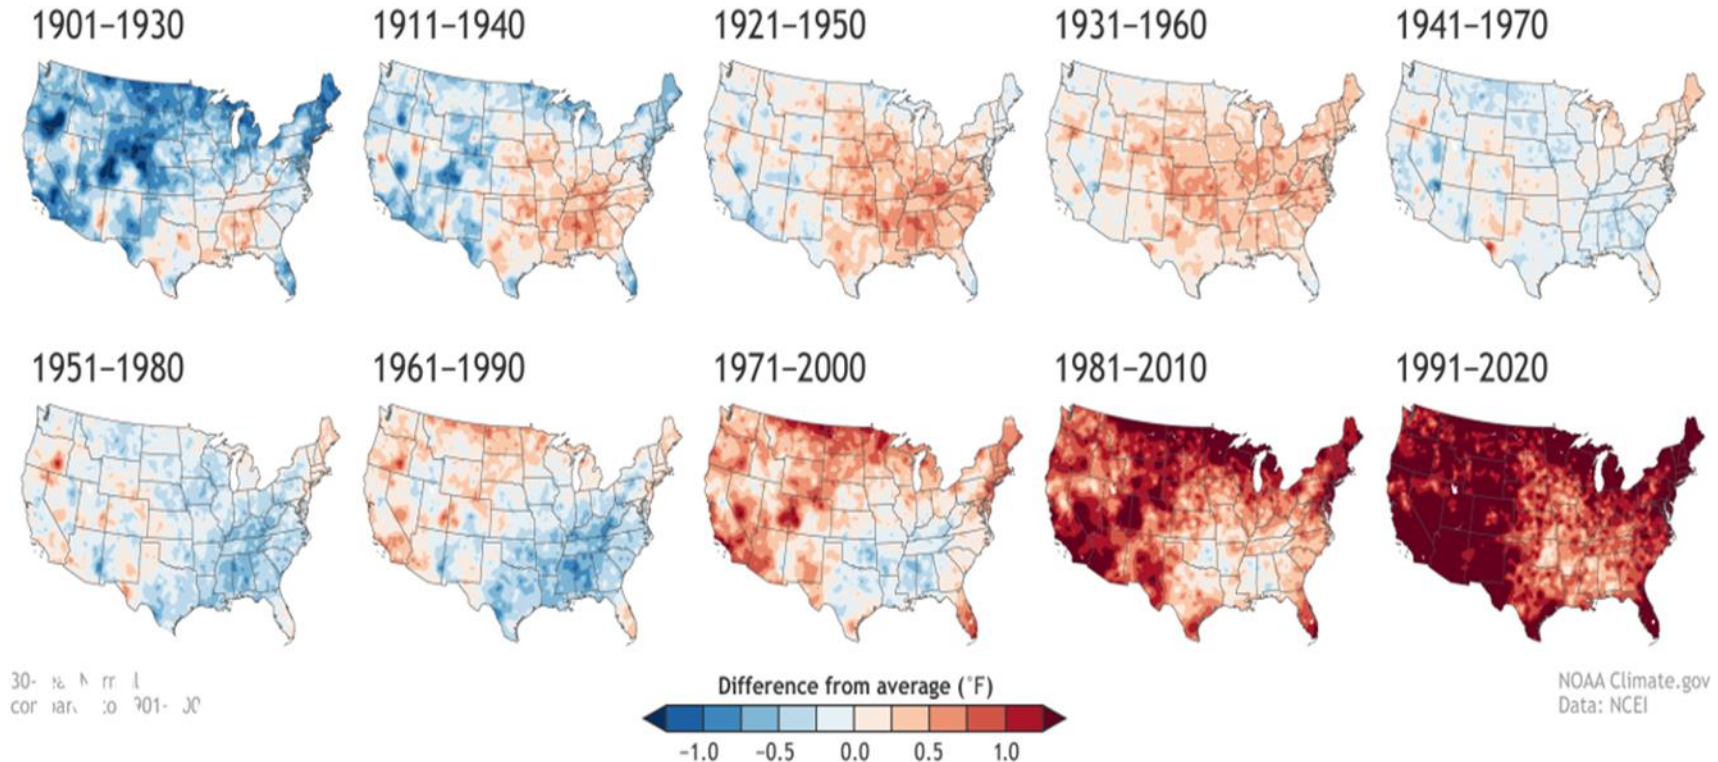 1901–1930 1911–1940 1921–1950 1931–1960 1941–1970
1951–1980 1961–1990 1971–2000 1981–2010 1991–2020
30-
to
Difference from average (°F)
−1.0 −0.5 0.0 0.5 1.0
NOAA Climate.gov
Data: NCEI